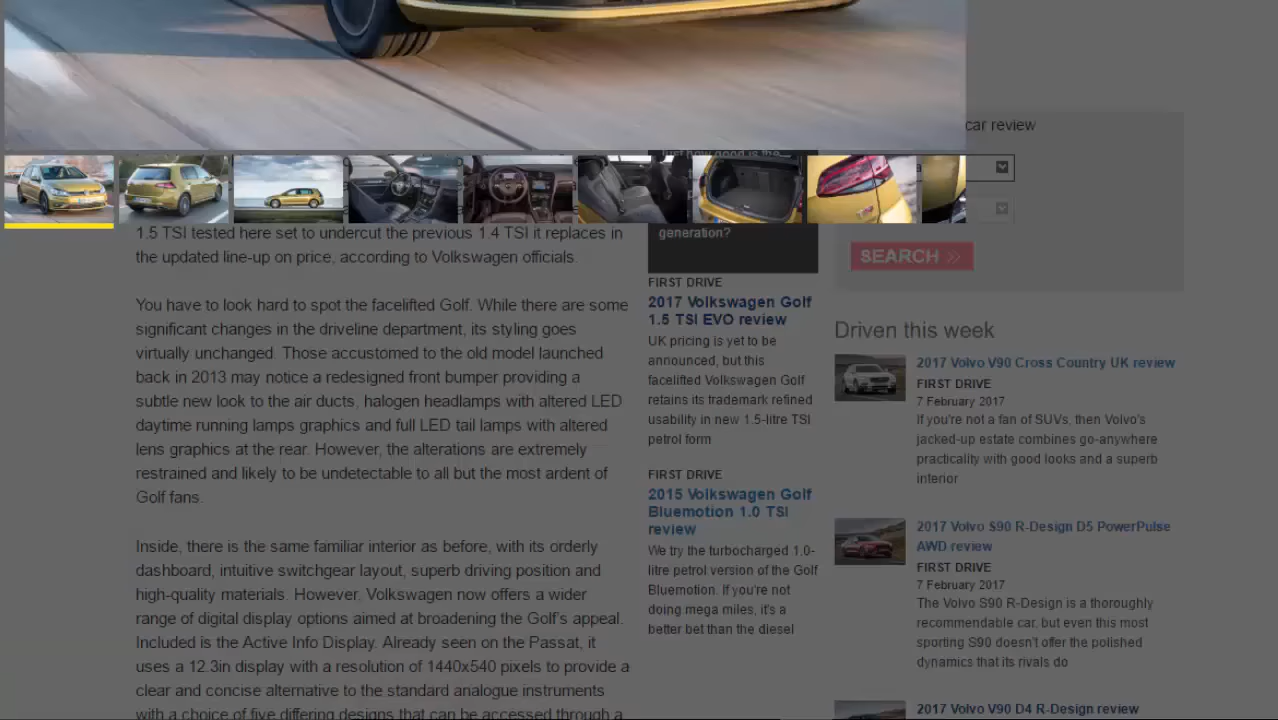 car review
Just how good is the
generation?
SEARCH
1.5 TSI tested here set to undercut the previous 1.4 TSI it replaces in
the updated line-up on price, according to Volkswagen officials.
You have to look hard to spot the facelifted Golf. While there are some
significant changes in the driveline department, its styling goes
virtually unchanged. Those accustomed to the old model launched
back in 2013 may notice a redesigned front bumper providing a
subtle new look to the air ducts, halogen headlamps with altered LED
daytime running lamps graphics and full LED tail lamps with altered
lens graphics at the rear. However, the alterations are extremely
restrained and likely to be undetectable to all but the most ardent of
Golf fans.
Inside, there is the same familiar interior as before, with its orderly
dashboard, intuitive switchgear layout, superb driving position and
high-quality materials. However, Volkswagen now offers a wider
range of digital display options aimed at broadening the Golf's appeal.
Included is the Active Info Display. Already seen on the Passat, it
uses a 12.3in display with a resolution of 1440x540 pixels to provide a
clear and concise alternative to the standard analogue instruments
with a choice of five differing designs that can be accessed through a
FIRST DRIVE
2017 Volkswagen Golf
1.5 TSI EVO review
UK pricing is yet to be
announced, but this
facelifted Volkswagen Golf
retains its trademark refined
usability in new 1.5-litre TSI
petrol form
FIRST DRIVE
2015 Volkswagen Golf
Bluemotion 1.0 TSI
review
We try the turbocharged 1.0-
litre petrol version of the Golf
Bluemotion. If you're not
doing mega miles, it's a
better bet than the diesel
Driven this week
2017 Volvo V90 Cross Country UK review
FIRST DRIVE
7 February 2017
If you're not a fan of SUVs, then Volvo's
jacked-up estate combines go-anywhere
practicality with good looks and a superb
interior
2017 Volvo S90 R-Design D5 PowerPulse
AWD review
FIRST DRIVE
7 February 2017
The Volvo S90 R-Design is a thoroughly
recommendable car, but even this most
sporting S90 doesn't offer the polished
dynamics that its rivals do
2017 Volvo V90 D4 R-Design review